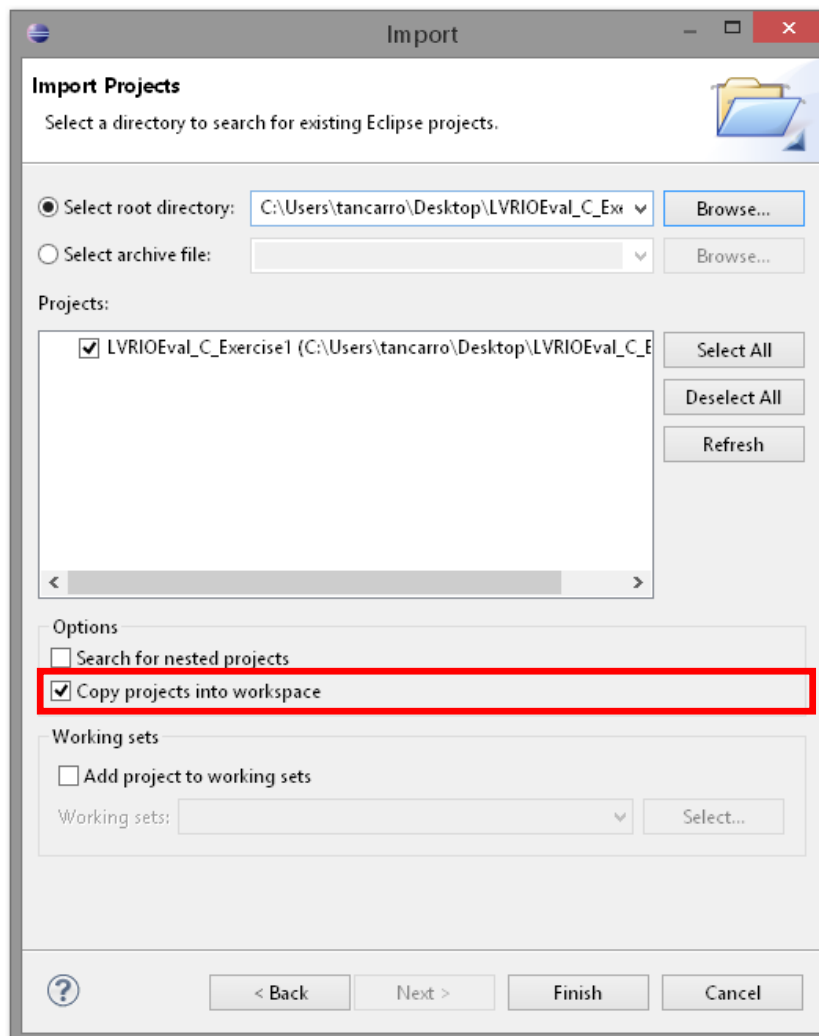 Import
Import Projects
Select a directory to search for existing Eclipse projects.
Select root directory: C:\Users\tancarro\Desktop\LVRIOEval_C_Exe Browse...
Select archive file: Browse...
Projects:
LVRIOEval_C_Exercise1 (C:\Users\tancarro\Desktop\LVRIOEval_C_E Select All
Deselect All
Refresh
Options
Search for nested projects
Copy projects into workspace
Working sets
Add project to working sets
Working sets: Select...
< Back Next > Finish Cancel